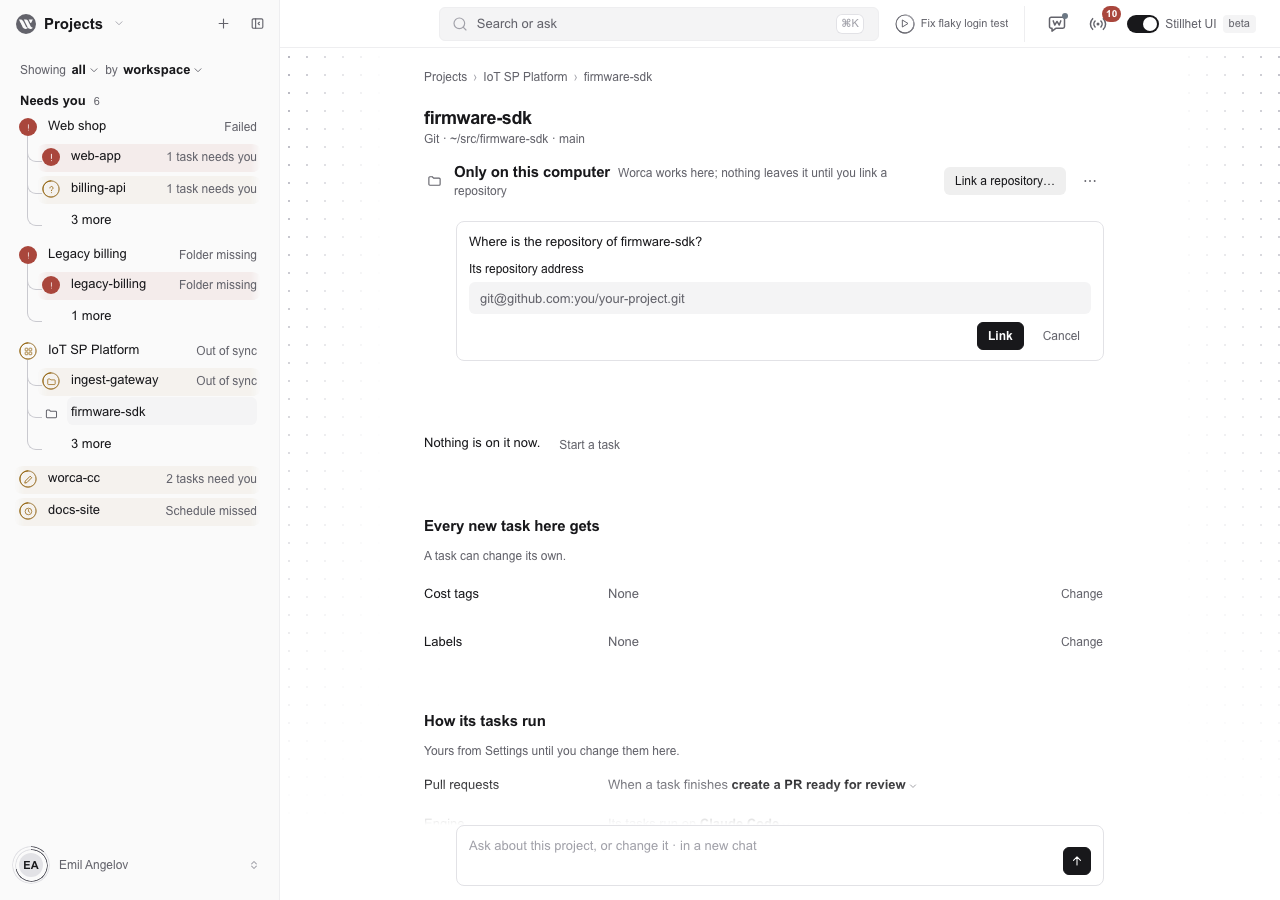 Projects
Search or ask
⌘K
Fix flaky login test
10
Stillhet UI
beta
Showing all by workspace
Needs you 6
Web shop Failed
web-app 1 task needs you
billing-api 1 task needs you
3 more
Legacy billing Folder missing
legacy-billing Folder missing
1 more
IoT SP Platform Out of sync
ingest-gateway Out of sync
firmware-sdk
3 more
worca-cc 2 tasks need you
docs-site Schedule missed
EA Emil Angelov
Projects › IoT SP Platform › firmware-sdk
firmware-sdk
Git · ~/src/firmware-sdk · main
Only on this computer Worca works here; nothing leaves it until you link a
repository
Link a repository…
Where is the repository of firmware-sdk?
Its repository address
git@github.com:you/your-project.git
Link Cancel
Nothing is on it now. Start a task
Every new task here gets
A task can change its own.
Cost tags None Change
Labels None Change
How its tasks run
Yours from Settings until you change them here.
Pull requests When a task finishes create a PR ready for review
Engine Its tasks run on Claude Code
Ask about this project, or change it · in a new chat